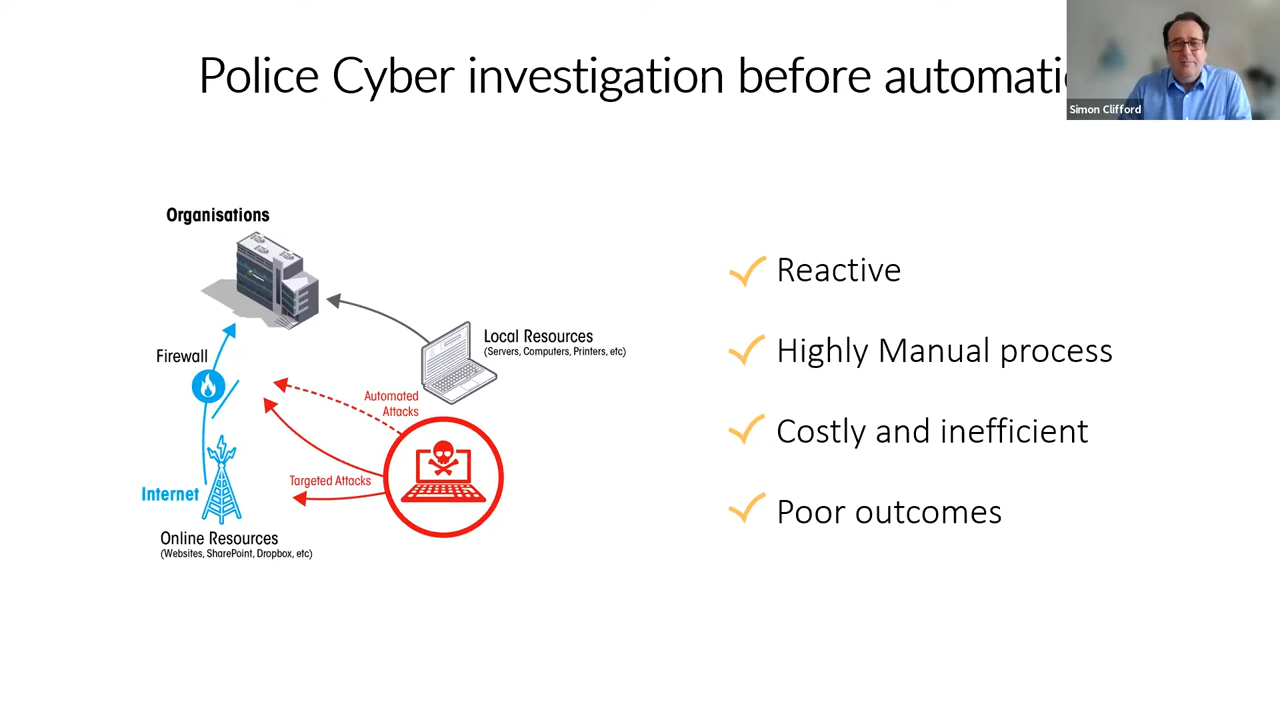 Police Cyber investigation before automati
Simon Clifford
Organisations
Firewall
Local Resources
(Servers, Computers, Printers, etc)
Automated
Attacks
Targeted Attacks
Internet
Online Resources
(Websites, SharePoint, Dropbox, etc)
Reactive
Highly Manual process
Costly and inefficient
Poor outcomes